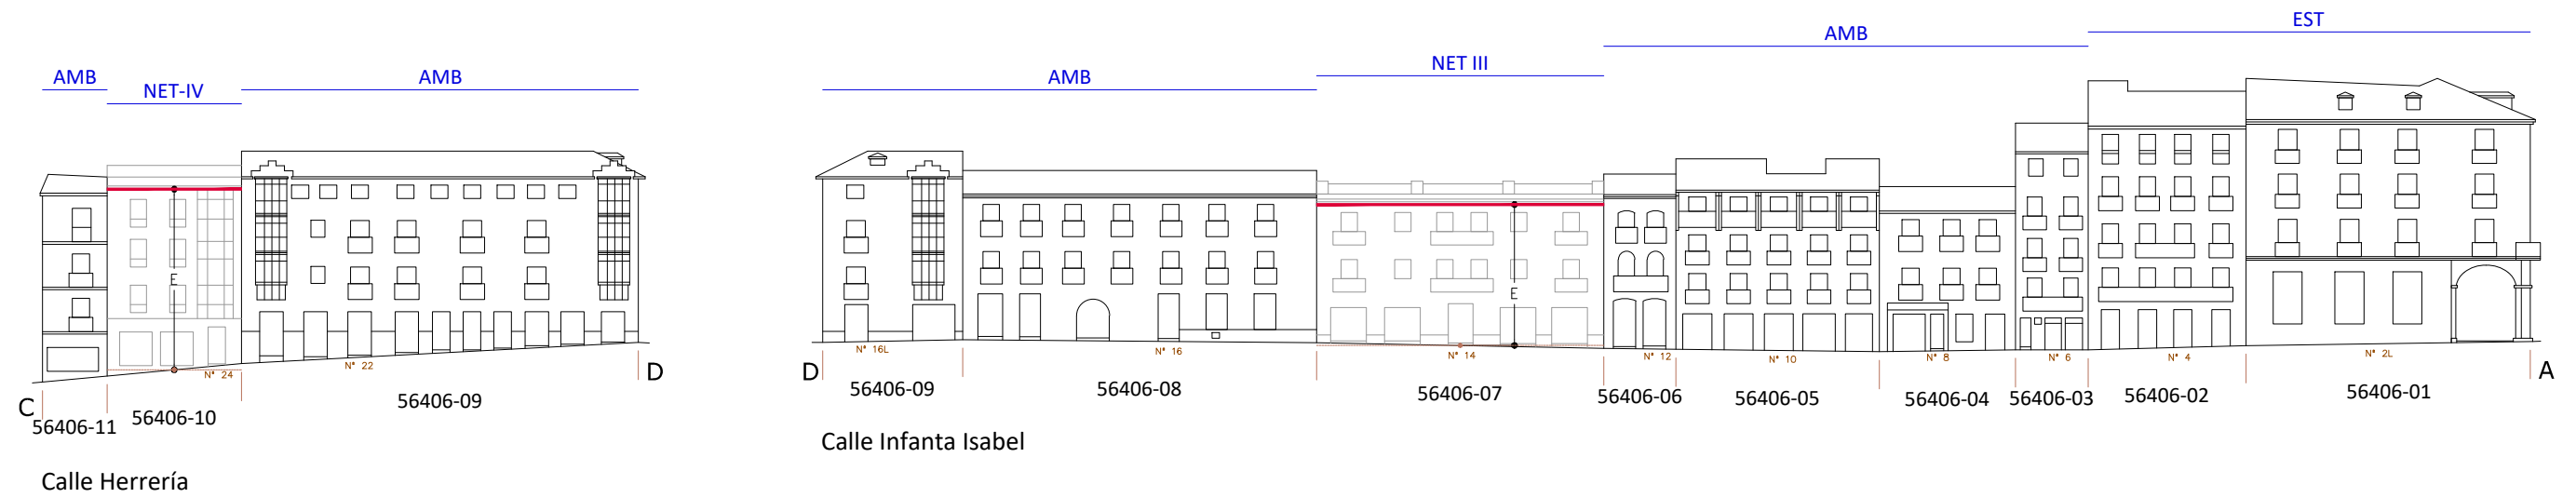 AMB
NET-IV
AMB
AMB
NET III
AMB
EST
E
E
Nº 24
Nº 22
Nº 16L
Nº 16
Nº 14
Nº 12
Nº 10
Nº 8
Nº 6
Nº 4
Nº 2L
C
D
D
A
56406-11
56406-10
56406-09
56406-09
56406-08
56406-07
56406-06
56406-05
56406-04
56406-03
56406-02
56406-01
Calle Infanta Isabel
Calle Herrería